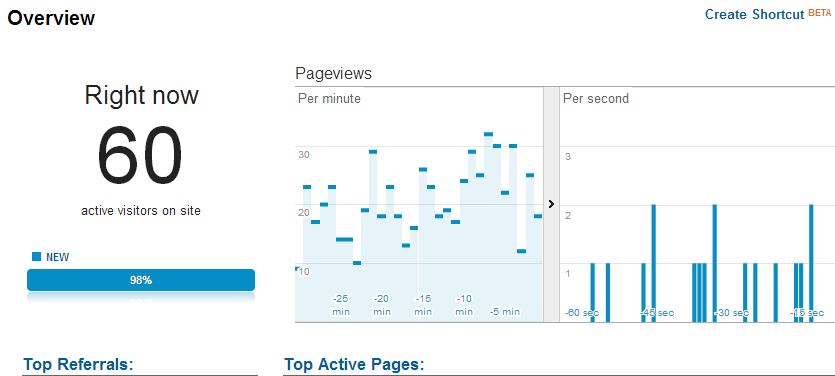 Overview
Create Shortcut BETA
Right now
60
active visitors on site
NEW
98%
Pageviews
Per minute
30
20
10
-25 min
-20 min
-15 min
-10 min
-5 min
Per second
3
2
1
-60 sec
-45 sec
-30 sec
-15 sec
Top Referrals:
Top Active Pages: